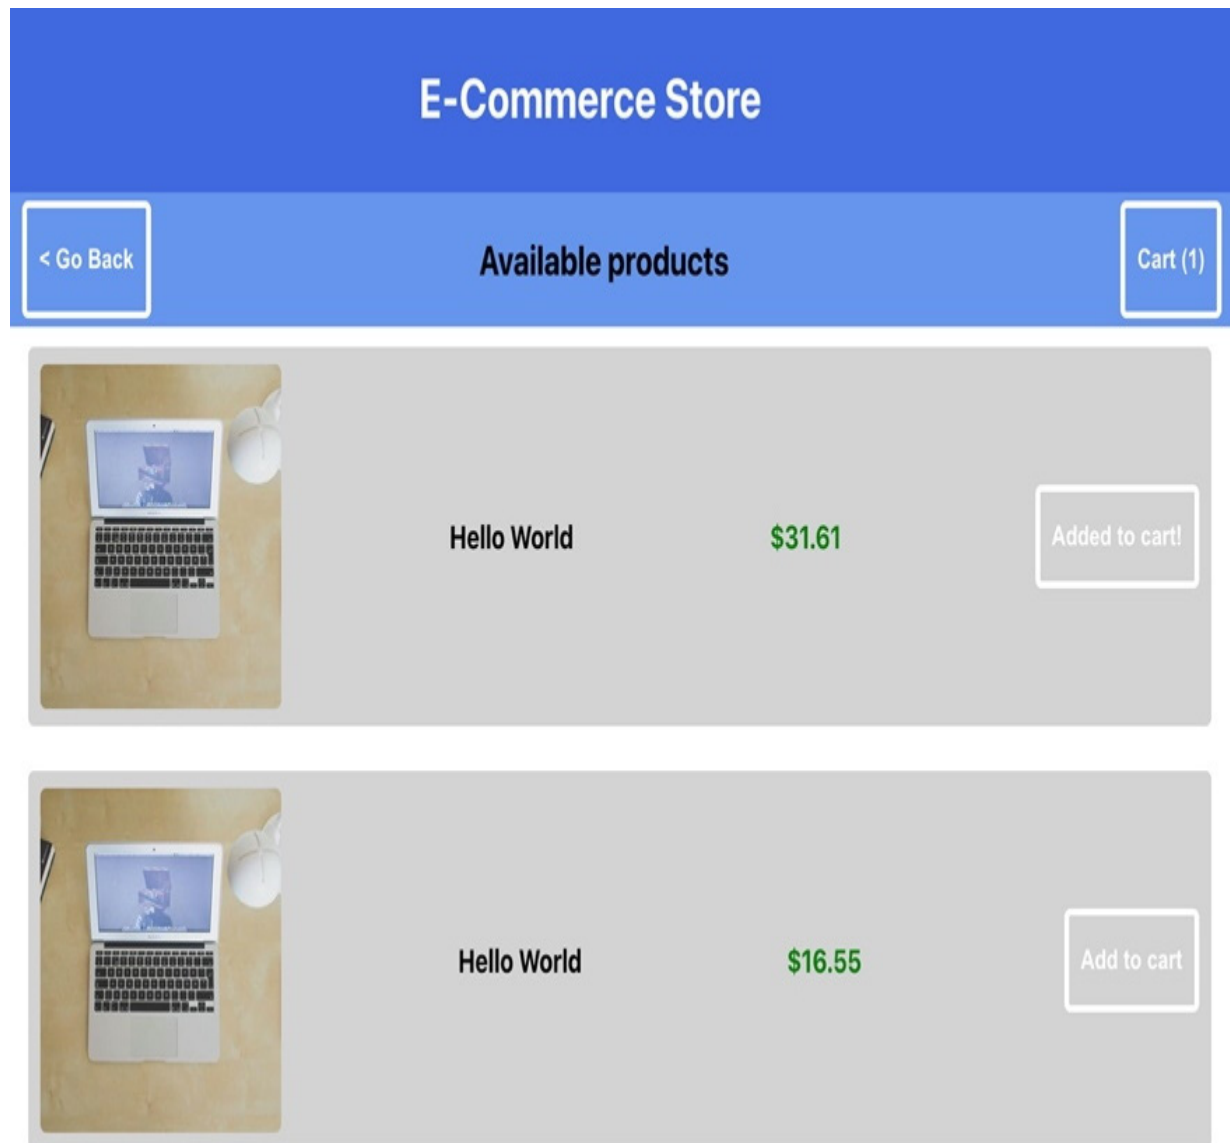 E-Commerce Store
< Go Back
Available products
Cart (1)
Hello World
$31.61
Added to cart!
Hello World
$16.55
Add to cart